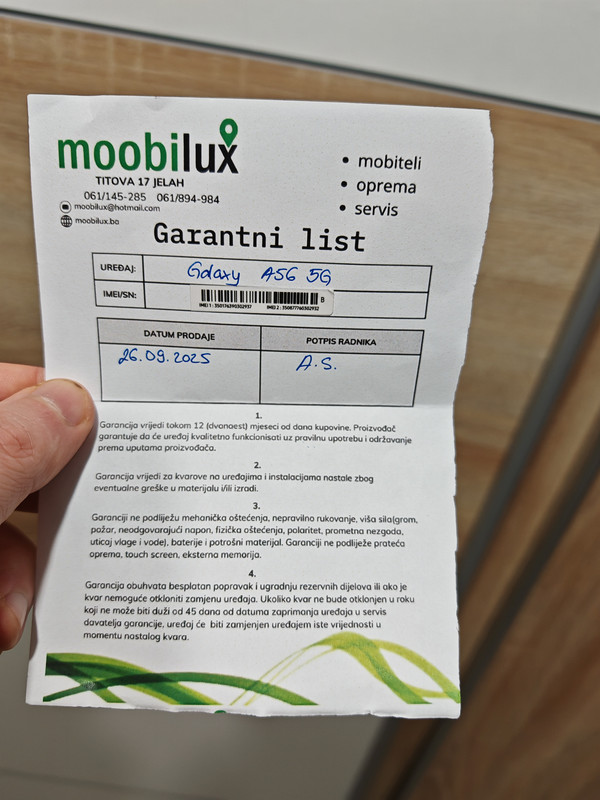 moobilux
TITOVA 17 JELAH
061/145-285 061/894-984
moobilux@hotmail.com
moobilux.ba
• mobiteli
• oprema
• servis
Garantni list
UREĐAJ: Galaxy A56 5G
IMEI/SN:
B
IMEI 1 : 350176390302937 IMEI 2 : 350877760302932
DATUM PRODAJE POTPIS RADNIKA
26.09.2025 A.S.
1.
Garancija vrijedi tokom 12 (dvanaest) mjeseci od dana kupovine. Proizvođač
garantuje da će uređaj kvalitetno funkcionisati uz pravilnu upotrebu i održavanje
prema uputama proizvođača.
2.
Garancija vrijedi za kvarove na uređajima i instalacijama nastale zbog
eventualne greške u materijalu i/ili izradi.
3.
Garanciji ne podliježu mehanička oštećenja, nepravilno rukovanje, viša sila(grom,
požar, neodgovarajući napon, fizička oštećenja, polaritet, prometna nezgoda,
uticaj vlage i vode), baterije i potrošni materijal. Garanciji ne podliježe prateća
oprema, touch screen, eksterna memorija.
4.
Garancija obuhvata besplatan popravak i ugradnju rezervnih dijelova ili ako je
kvar nemoguće otkloniti zamjenu uređaja. Ukoliko kvar ne bude otklonjen u roku
koji ne može biti duži od 45 dana od datuma zaprimanja uređaja u servis
davatelja garancije, uređaj će biti zamjenjen uređajem iste vrijednosti u
momentu nastalog kvara.